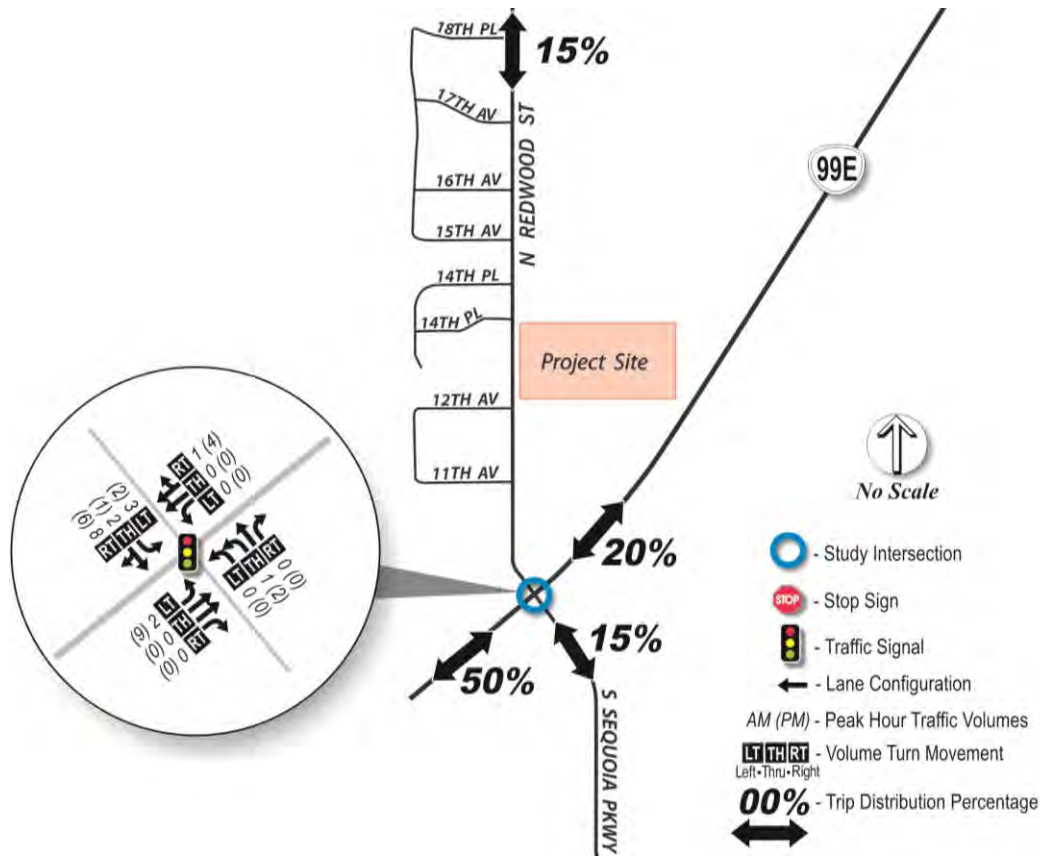 18TH PL
15%
17TH AV
N REDWOOD ST
99E
16TH AV
15TH AV
14TH PL
14TH PL
Project Site
12TH AV
11TH AV
No Scale
20%
15%
50%
S SEQUOIA PKWY
RT 1 (4)
TH 0 (0)
LT 0 (0)
(2) 3
(1) 2
(6) 8
RT TH LT
LT TH RT
0 (0)
1 (2)
0 (0)
(9) 2
(0) 0
(0) 0
LT
TH
RT
- Study Intersection
STOP - Stop Sign
- Traffic Signal
- Lane Configuration
AM (PM) - Peak Hour Traffic Volumes
LT TH RT - Volume Turn Movement
Left•Thru•Right
00% - Trip Distribution Percentage